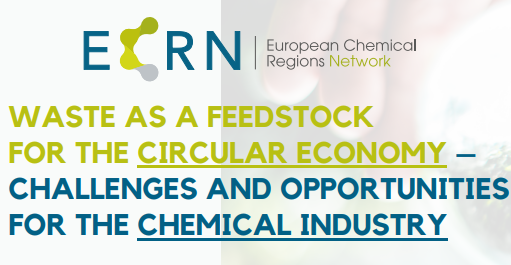 ECRN
European Chemical
Regions Network
WASTE AS A FEEDSTOCK
FOR THE CIRCULAR ECONOMY –
CHALLENGES AND OPPORTUNITIES
FOR THE CHEMICAL INDUSTRY